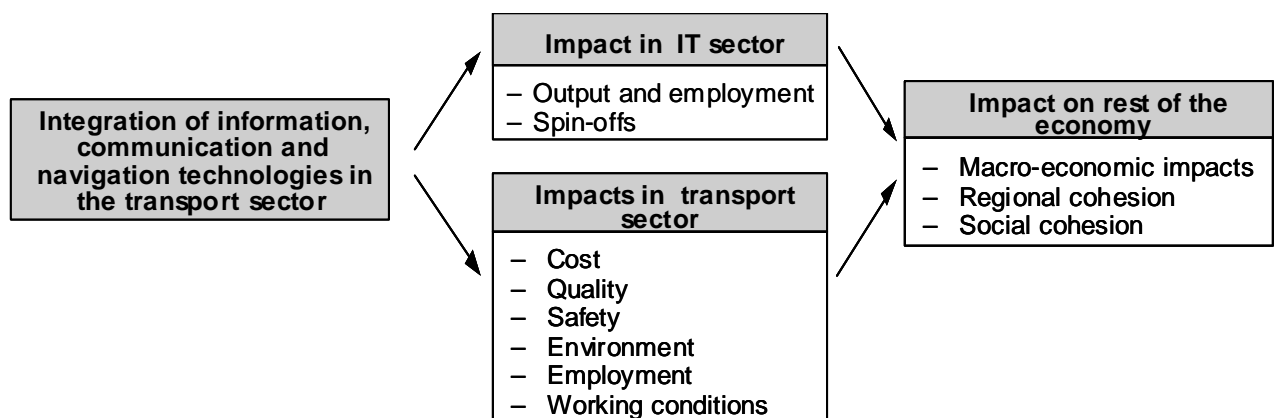 Integration of information,
communication and
navigation technologies in
the transport sector
Impact in IT sector
– Output and employment
– Spin-offs
Impacts in transport
sector
– Cost
– Quality
– Safety
– Environment
– Employment
– Working conditions
Impact on rest of the
economy
– Macro-economic impacts
– Regional cohesion
– Social cohesion